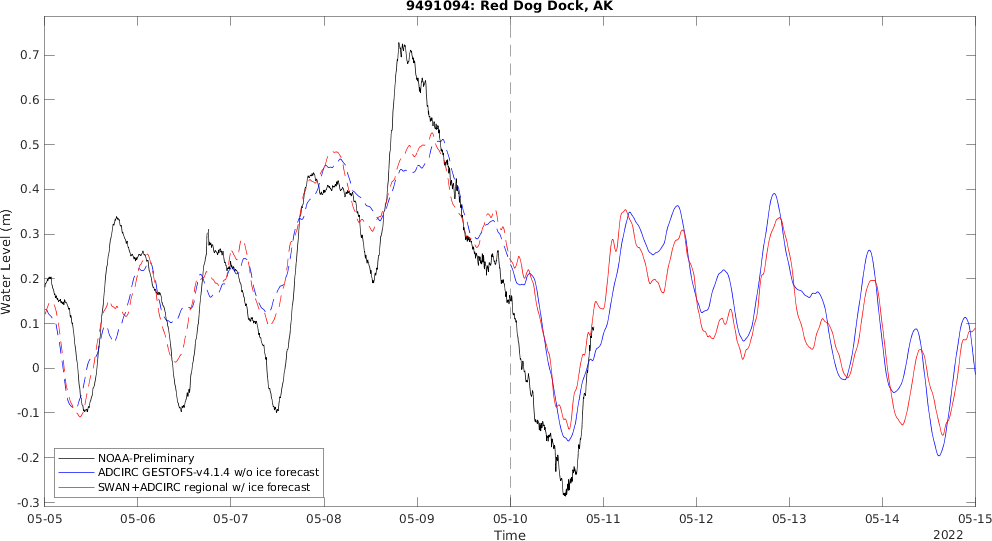 9491094: Red Dog Dock, AK
Water Level (m)
0.7
0.6
0.5
0.4
0.3
0.2
0.1
0
-0.1
-0.2
-0.3
NOAA-Preliminary
ADCIRC GESTOFS-v4.1.4 w/o ice forecast
SWAN+ADCIRC regional w/ ice forecast
05-05 05-06 05-07 05-08 05-09 05-10 05-11 05-12 05-13 05-14 05-15
Time
2022